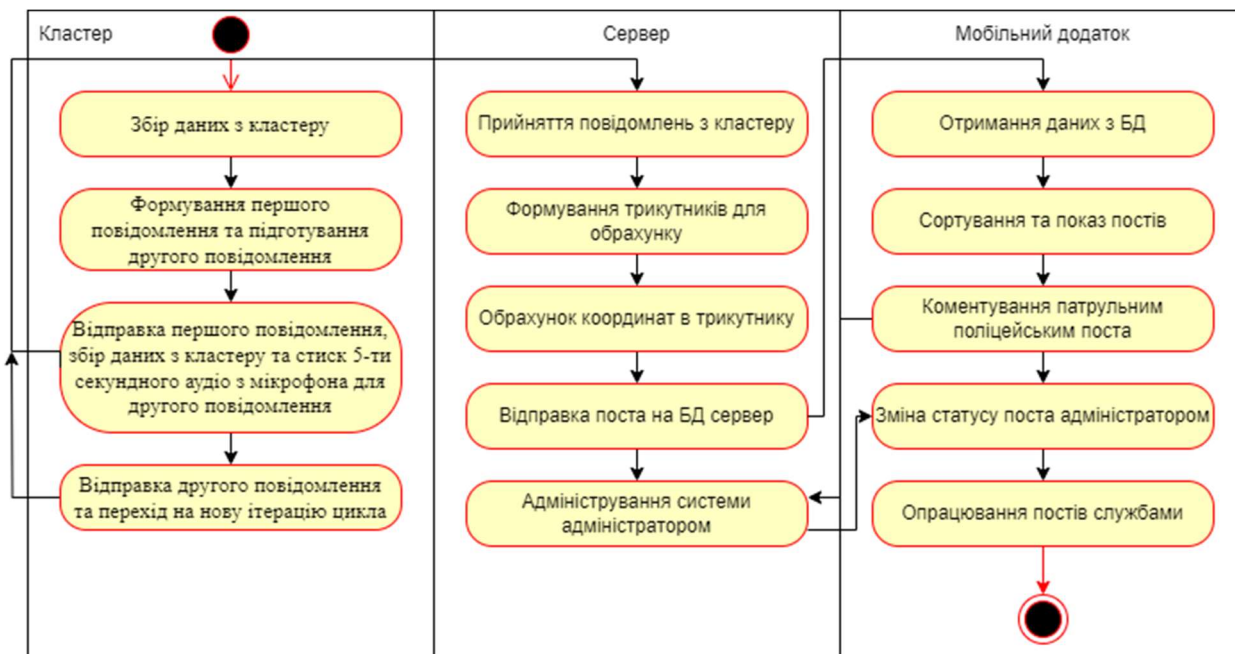 Кластер
Збір даних з кластеру
Формування першого
повідомлення та підготування
другого повідомлення
Відправка першого повідомлення,
збір даних з кластеру та стиск 5-ти
секундного аудіо з мікрофона для
другого повідомлення
Відправка другого повідомлення
та перехід на нову ітерацію цикла
Сервер
Прийняття повідомлень з кластеру
Формування трикутників для
обрахунку
Обрахунок координат в трикутнику
Відправка поста на БД сервер
Адміністрування системи
адміністратором
Мобільний додаток
Отримання даних з БД
Сортування та показ постів
Коментування патрульним
поліцейським поста
Зміна статусу поста адміністратором
Опрацювання постів службами